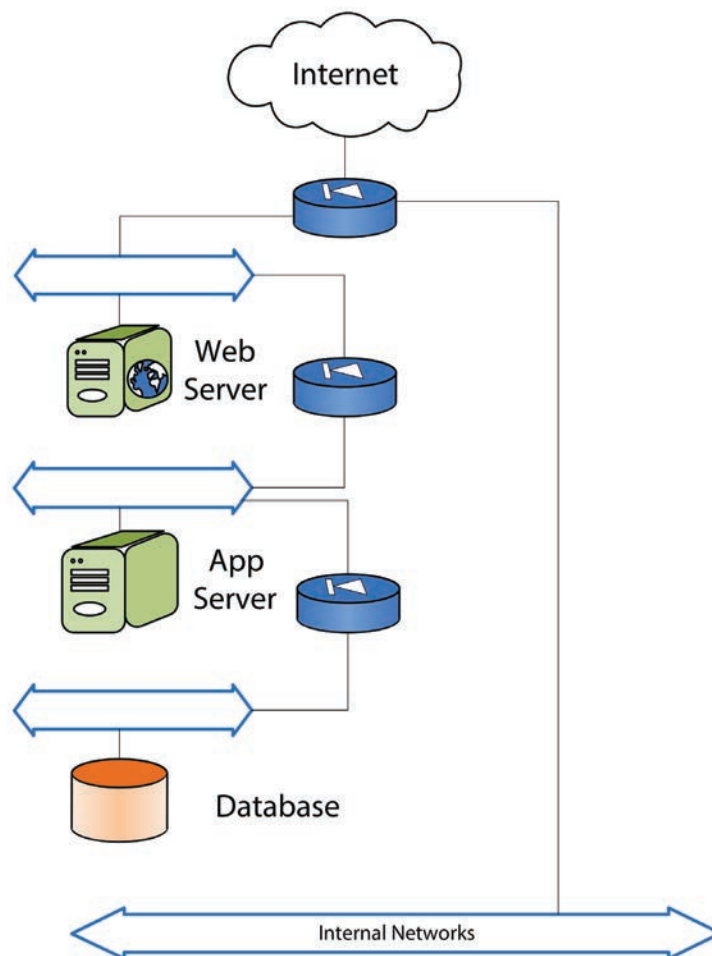 Internet
Web
Server
App
Server
Database
Internal Networks